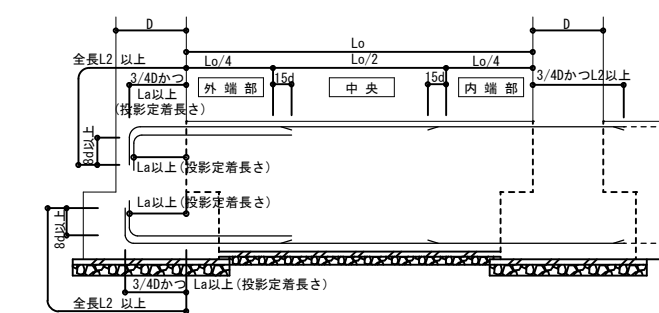 D
D
Lo
全長L2 以上
Lo/4
Lo/2
Lo/4
3/4Dかつ
15d
15d
3/4DかつL2以上
外 端 部
中 央
内 端 部
La以上
(投影定着長さ)
8d以上
La以上(投影定着長さ)
La以上(投影定着長さ)
8d以上
3/4Dかつ La以上(投影定着長さ)
全長L2 以上